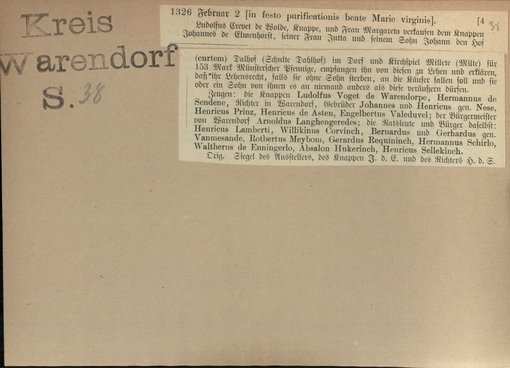 Kreis
Warendorf
S. 38
1326 Februar 2 [in festo purificationis beate Marie virginis]. [4
Ludolfus Crevet de Wolde, Knappe, und Frau Margareta verkaufen dem Knappen
Johannes de Elmenhorst, seiner Frau Jutta und seinem Sohn Johann den Hof
(curtem) Dalhof (Schulte Dahlhof) im Dorf und Kirchspiel Millete (Milte) für
153 Mark Münsterscher Pfennige, empfangen ihn von diesen zu Lehen und erklären,
daß ihr Lehensrecht, falls sie ohne Sohn sterben, an die Käufer fallen soll und sie
oder ein Sohn von ihnen es an niemand anders als diese veräußern dürfen.
Zeugen: die Knappen Ludolfus Voget de Warendorpe, Hermannus de
Sendene, Richter in Warendorf, Gebrüder Johannes und Henricus gen. Nese,
Henricus Prinz, Henricus de Asten, Engelbertus Valeduvel; der Bürgermeister
von Warendorf Arnoldus Langhengeredes; die Ratsleute und Bürger daselbst:
Henricus Lamberti, Willikinus Corvinch, Bernardus und Gerhardus gen.
Vanmesande, Rotbertus Meybom, Gerardus Requininch, Hermannus Schirlo,
Waltherus de Enningerlo, Absalon Hukerinch, Henricus Sellekinch.
Orig. Siegel des Ausstellers, des Knappen J. d. E. und des Richters H. d. S.